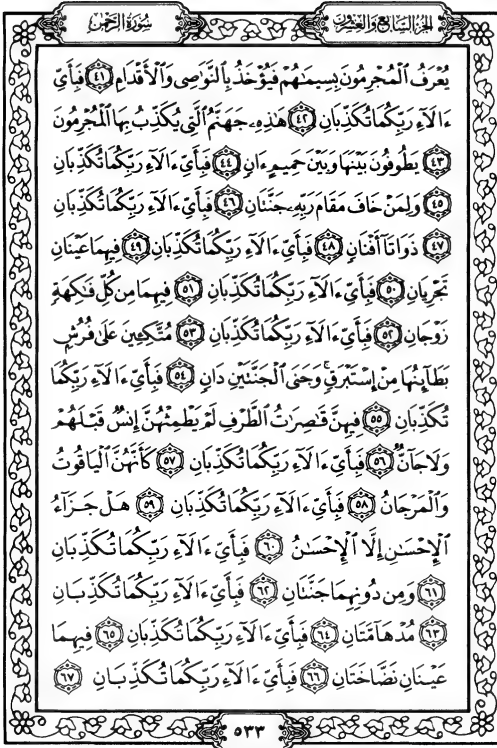 الجزء السابع والعشرون
سورة الرحمن
يُعْرَفُ ٱلْمُجْرِمُونَ بِسِيمَٰهُمْ فَيُؤْخَذُ بِٱلنَّوَٰصِى وَٱلْأَقْدَامِ ٤١ فَبِأَىِّ
ءَالَآءِ رَبِّكُمَا تُكَذِّبَانِ ٤٢ هَٰذِهِۦ جَهَنَّمُ ٱلَّتِى يُكَذِّبُ بِهَا ٱلْمُجْرِمُونَ
٤٣ يَطُوفُونَ بَيْنَهَا وَبَيْنَ حَمِيمٍ ءَانٍ ٤٤ فَبِأَىِّ ءَالَآءِ رَبِّكُمَا تُكَذِّبَانِ
٤٥ وَلِمَنْ خَافَ مَقَامَ رَبِّهِۦ جَنَّتَانِ ٤٦ فَبِأَىِّ ءَالَآءِ رَبِّكُمَا تُكَذِّبَانِ
٤٧ ذَوَاتَآ أَفْنَانٍ ٤٨ فَبِأَىِّ ءَالَآءِ رَبِّكُمَا تُكَذِّبَانِ ٤٩ فِيهِمَا عَيْنَانِ
تَجْرِيَانِ ٥٠ فَبِأَىِّ ءَالَآءِ رَبِّكُمَا تُكَذِّبَانِ ٥١ فِيهِمَا مِن كُلِّ فَٰكِهَةٍ
زَوْجَانِ ٥٢ فَبِأَىِّ ءَالَآءِ رَبِّكُمَا تُكَذِّبَانِ ٥٣ مُتَّكِـِٔينَ عَلَىٰ فُرُشٍۭ
بَطَآئِنُهَا مِنْ إِسْتَبْرَقٍ ۚ وَجَنَى ٱلْجَنَّتَيْنِ دَانٍ ٥٤ فَبِأَىِّ ءَالَآءِ رَبِّكُمَا
تُكَذِّبَانِ ٥٥ فِيهِنَّ قَٰصِرَٰتُ ٱلطَّرْفِ لَمْ يَطْمِثْهُنَّ إِنسٌ قَبْلَهُمْ
وَلَا جَآنٌّ ٥٦ فَبِأَىِّ ءَالَآءِ رَبِّكُمَا تُكَذِّبَانِ ٥٧ كَأَنَّهُنَّ ٱلْيَاقُوتُ
وَٱلْمَرْجَانُ ٥٨ فَبِأَىِّ ءَالَآءِ رَبِّكُمَا تُكَذِّبَانِ ٥٩ هَلْ جَزَآءُ
ٱلْإِحْسَٰنِ إِلَّا ٱلْإِحْسَٰنُ ٦٠ فَبِأَىِّ ءَالَآءِ رَبِّكُمَا تُكَذِّبَانِ
٦١ وَمِن دُونِهِمَا جَنَّتَانِ ٦٢ فَبِأَىِّ ءَالَآءِ رَبِّكُمَا تُكَذِّبَانِ
٦٣ مُدْهَآمَّتَانِ ٦٤ فَبِأَىِّ ءَالَآءِ رَبِّكُمَا تُكَذِّبَانِ ٦٥ فِيهِمَا
عَيْنَانِ نَضَّاخَتَانِ ٦٦ فَبِأَىِّ ءَالَآءِ رَبِّكُمَا تُكَذِّبَانِ ٦٧
٥٣٣